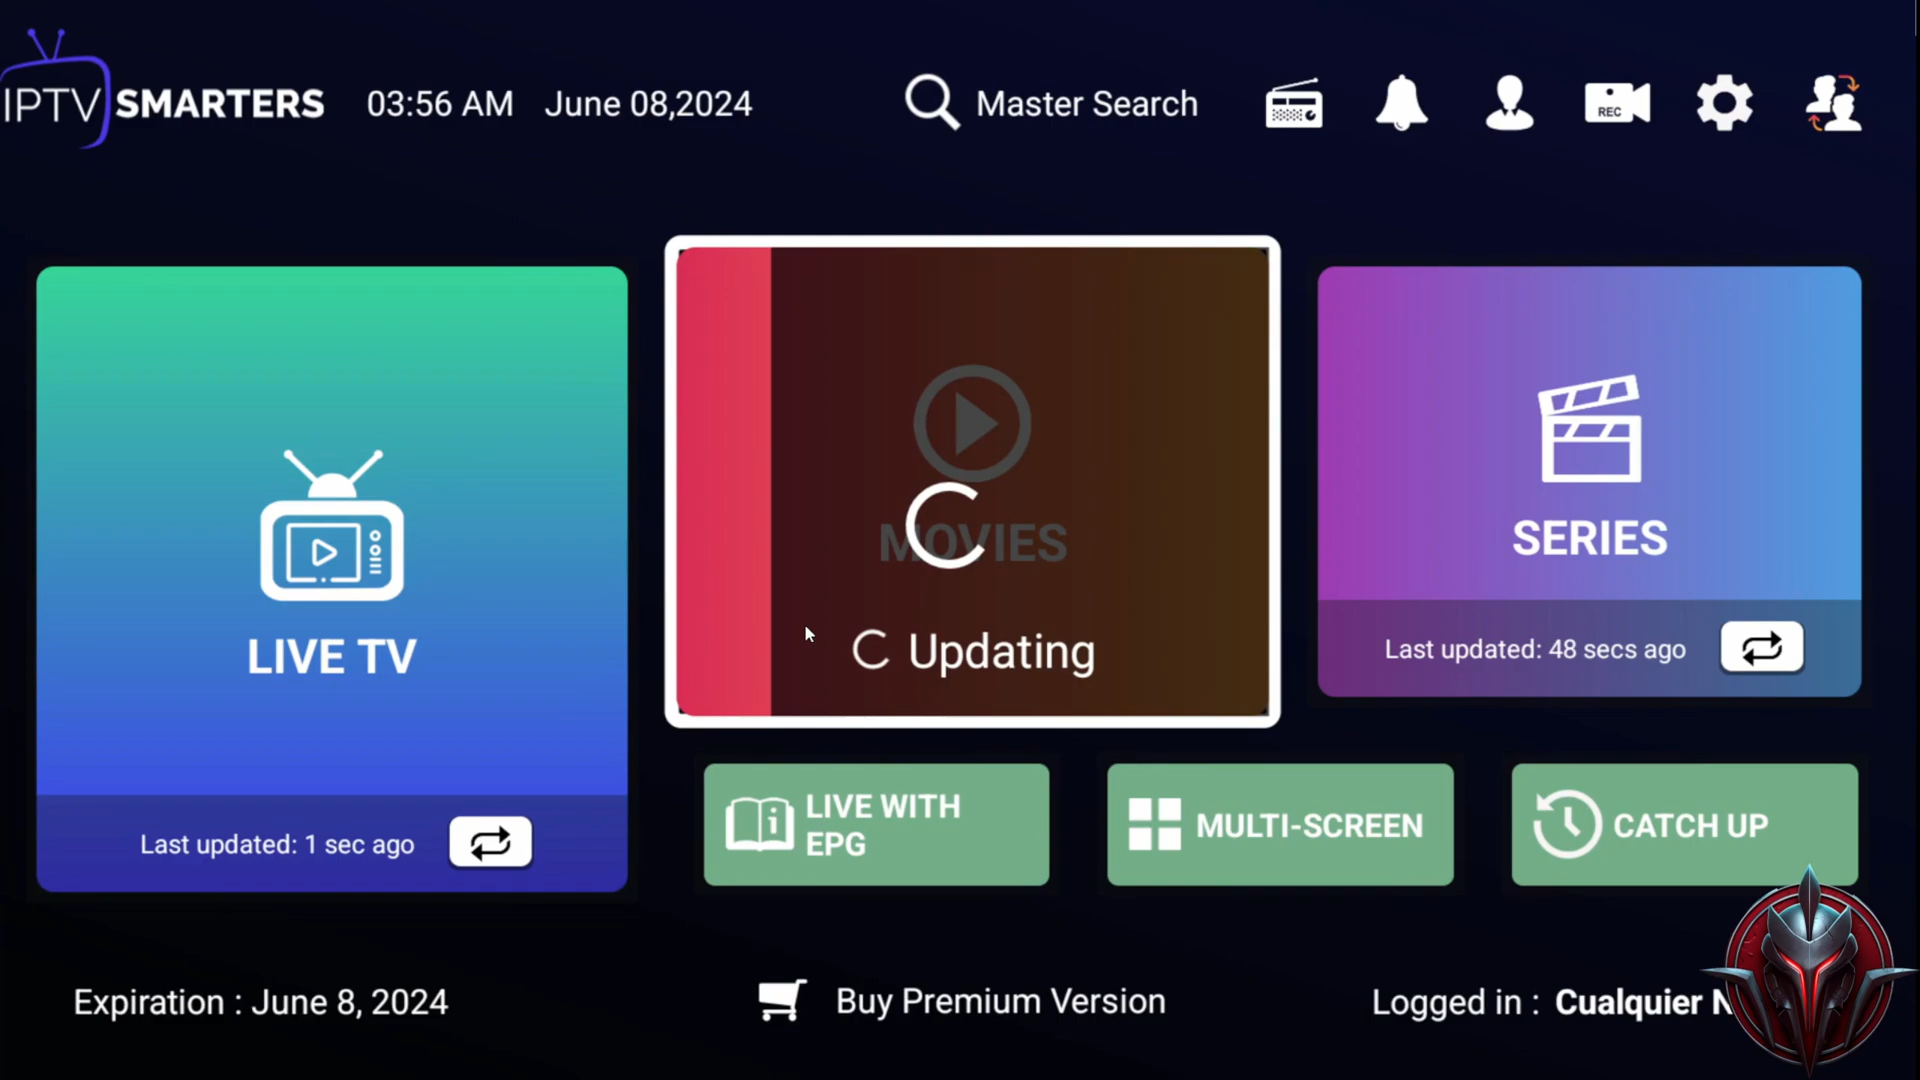 IPTV SMARTERS 03:56 AM June 08,2024 Master Search REC
LIVE TV
Last updated: 1 sec ago
MOVIES
Updating
SERIES
Last updated: 48 secs ago
LIVE WITH
EPG
MULTI-SCREEN
CATCH UP
Expiration : June 8, 2024
Buy Premium Version
Logged in : Cualquier